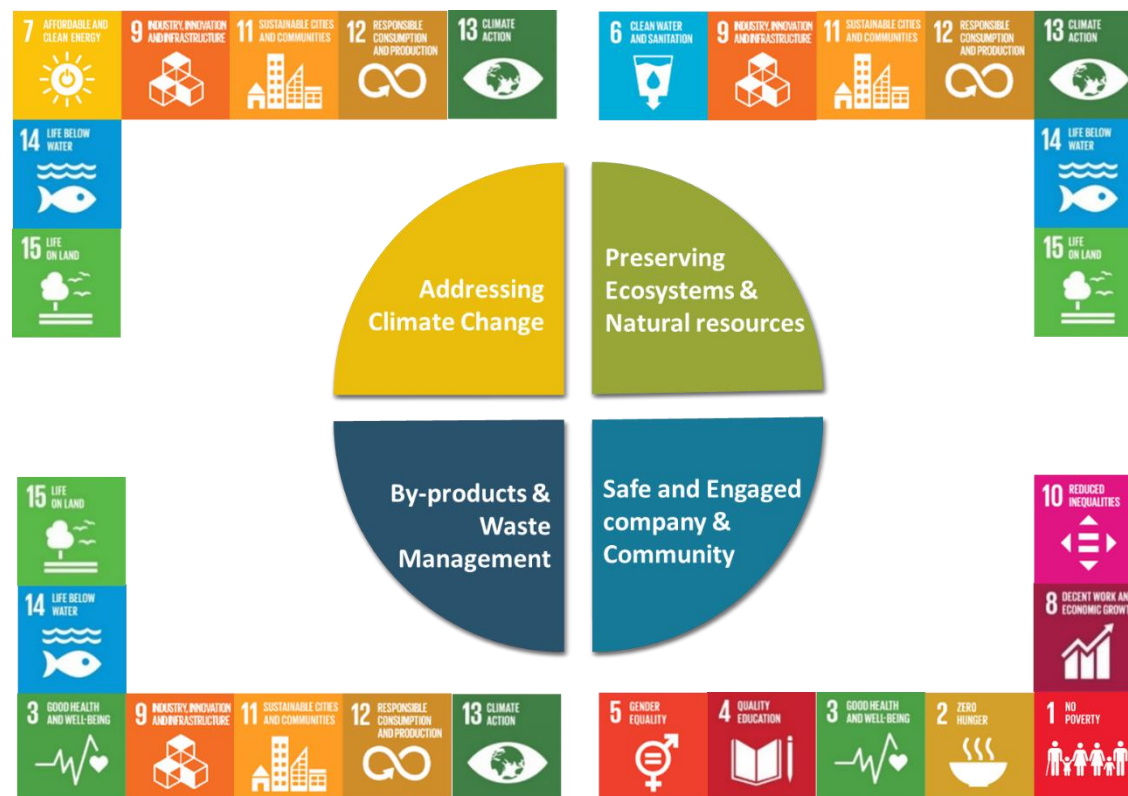 7 AFFORDABLE AND
CLEAN ENERGY
9 INDUSTRY, INNOVATION
AND INFRASTRUCTURE
11 SUSTAINABLE CITIES
AND COMMUNITIES
12 RESPONSIBLE
CONSUMPTION
AND PRODUCTION
13 CLIMATE
ACTION
14 LIFE BELOW
WATER
15 LIFE
ON LAND
6 CLEAN WATER
AND SANITATION
9 INDUSTRY, INNOVATION
AND INFRASTRUCTURE
11 SUSTAINABLE CITIES
AND COMMUNITIES
12 RESPONSIBLE
CONSUMPTION
AND PRODUCTION
13 CLIMATE
ACTION
14 LIFE BELOW
WATER
15 LIFE
ON LAND
Addressing
Climate Change
Preserving
Ecosystems &
Natural resources
By-products &
Waste
Management
Safe and Engaged
company &
Community
15 LIFE
ON LAND
14 LIFE BELOW
WATER
3 GOOD HEALTH
AND WELL-BEING
9 INDUSTRY, INNOVATION
AND INFRASTRUCTURE
11 SUSTAINABLE CITIES
AND COMMUNITIES
12 RESPONSIBLE
CONSUMPTION
AND PRODUCTION
13 CLIMATE
ACTION
10 REDUCED
INEQUALITIES
8 DECENT WORK AN
ECONOMIC GROWT
5 GENDER
EQUALITY
4 QUALITY
EDUCATION
3 GOOD HEALTH
AND WELL-BEING
2 ZERO
HUNGER
1 NO
POVERTY